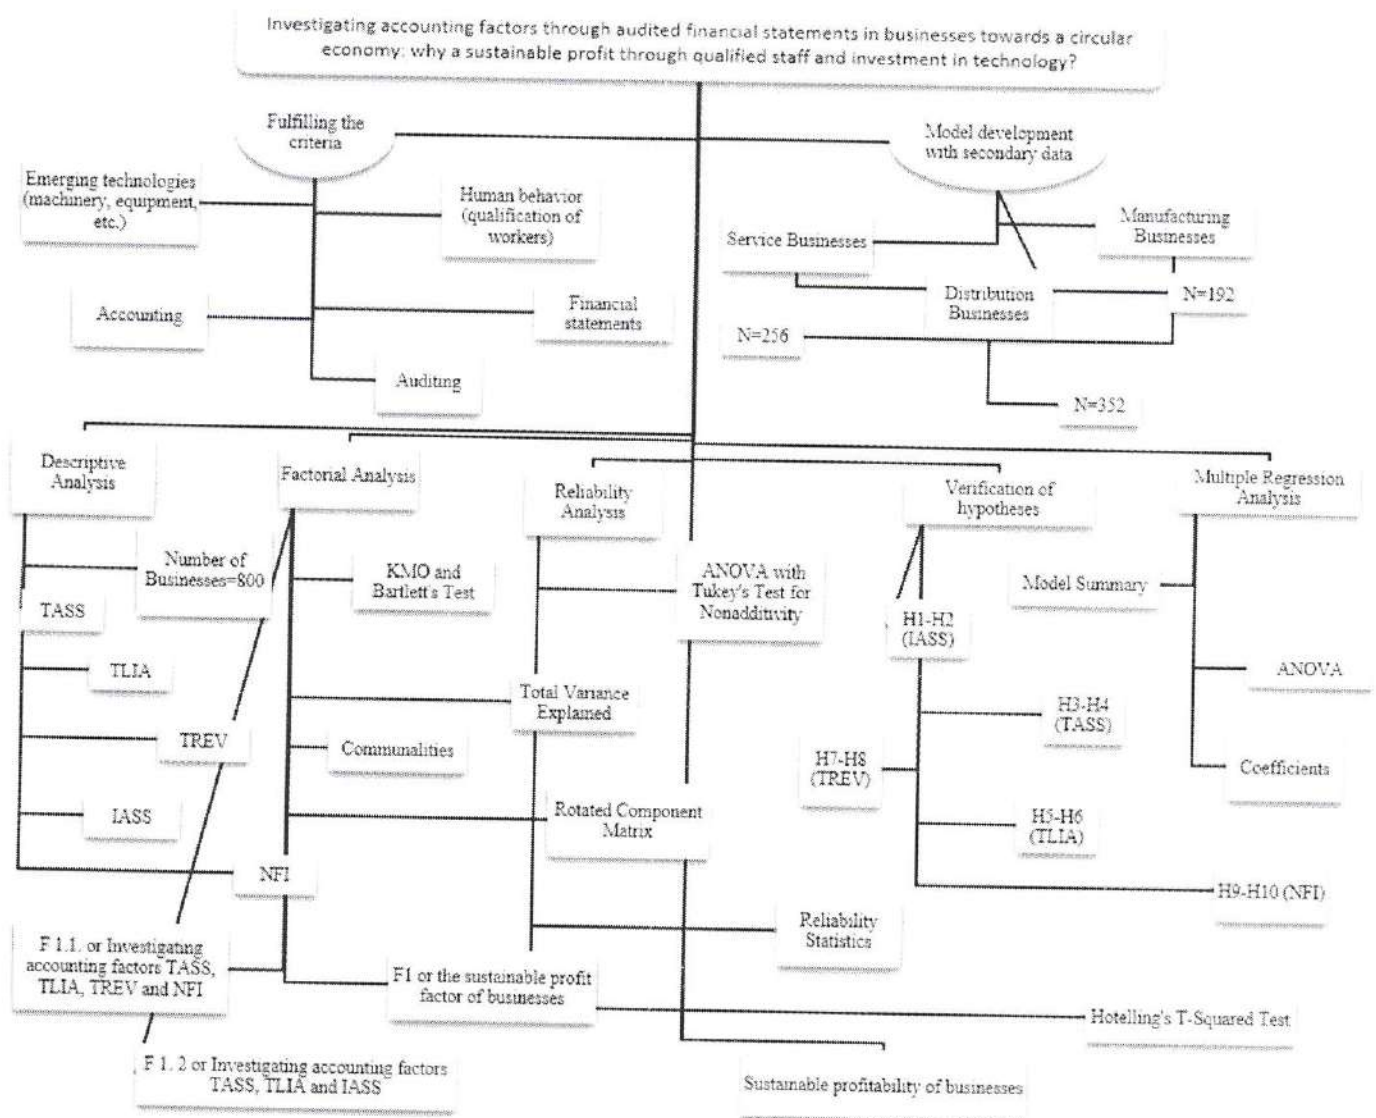 Investigating accounting factors through audited financial statements in businesses towards a circular
economy: why a sustainable profit through qualified staff and investment in technology?
Fulfilling the
criteria
Model development
with secondary data
Emerging technologies
(machinery, equipment,
etc.)
Human behavior
(qualification of
workers)
Service Businesses
Manufacturing
Businesses
Accounting
Financial
statements
Distribution
Businesses
N=192
N=256
Auditing
N=352
Descriptive
Analysis
Factorial Analysis
Reliability
Analysis
Verification of
hypotheses
Multiple Regression
Analysis
Number of
Businesses=800
KMO and
Bartlett's Test
ANOVA with
Tukey's Test for
Nonadditivity
Model Summary
TASS
H1-H2
(IASS)
TLIA
ANOVA
Total Variance
Explained
H3-H4
(TASS)
TREV
Communalities
H7-H8
(TREV)
Coefficients
IASS
Rotated Component
Matrix
H5-H6
(TLIA)
NFI
H9-H10 (NFI)
Reliability
Statistics
F 1.1. or Investigating
accounting factors TASS,
TLIA, TREV and NFI
F1 or the sustainable profit
factor of businesses
Hotelling's T-Squared Test
F 1. 2 or Investigating accounting factors
TASS, TLIA and IASS
Sustainable profitability of businesses